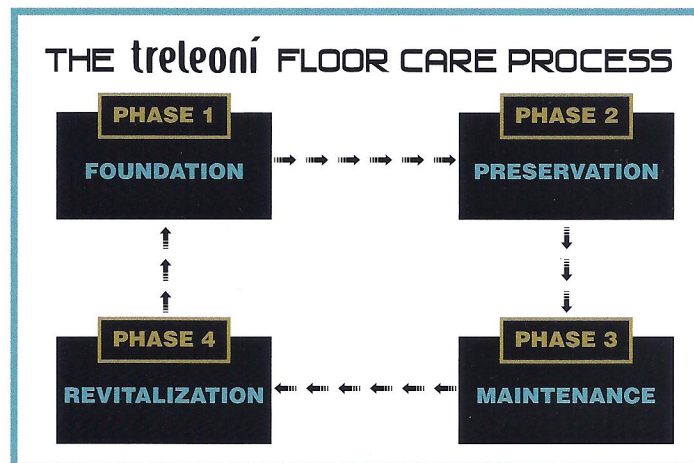 THE treleoní FLOOR CARE PROCESS
PHASE 1
FOUNDATION
PHASE 2
PRESERVATION
PHASE 3
MAINTENANCE
PHASE 4
REVITALIZATION